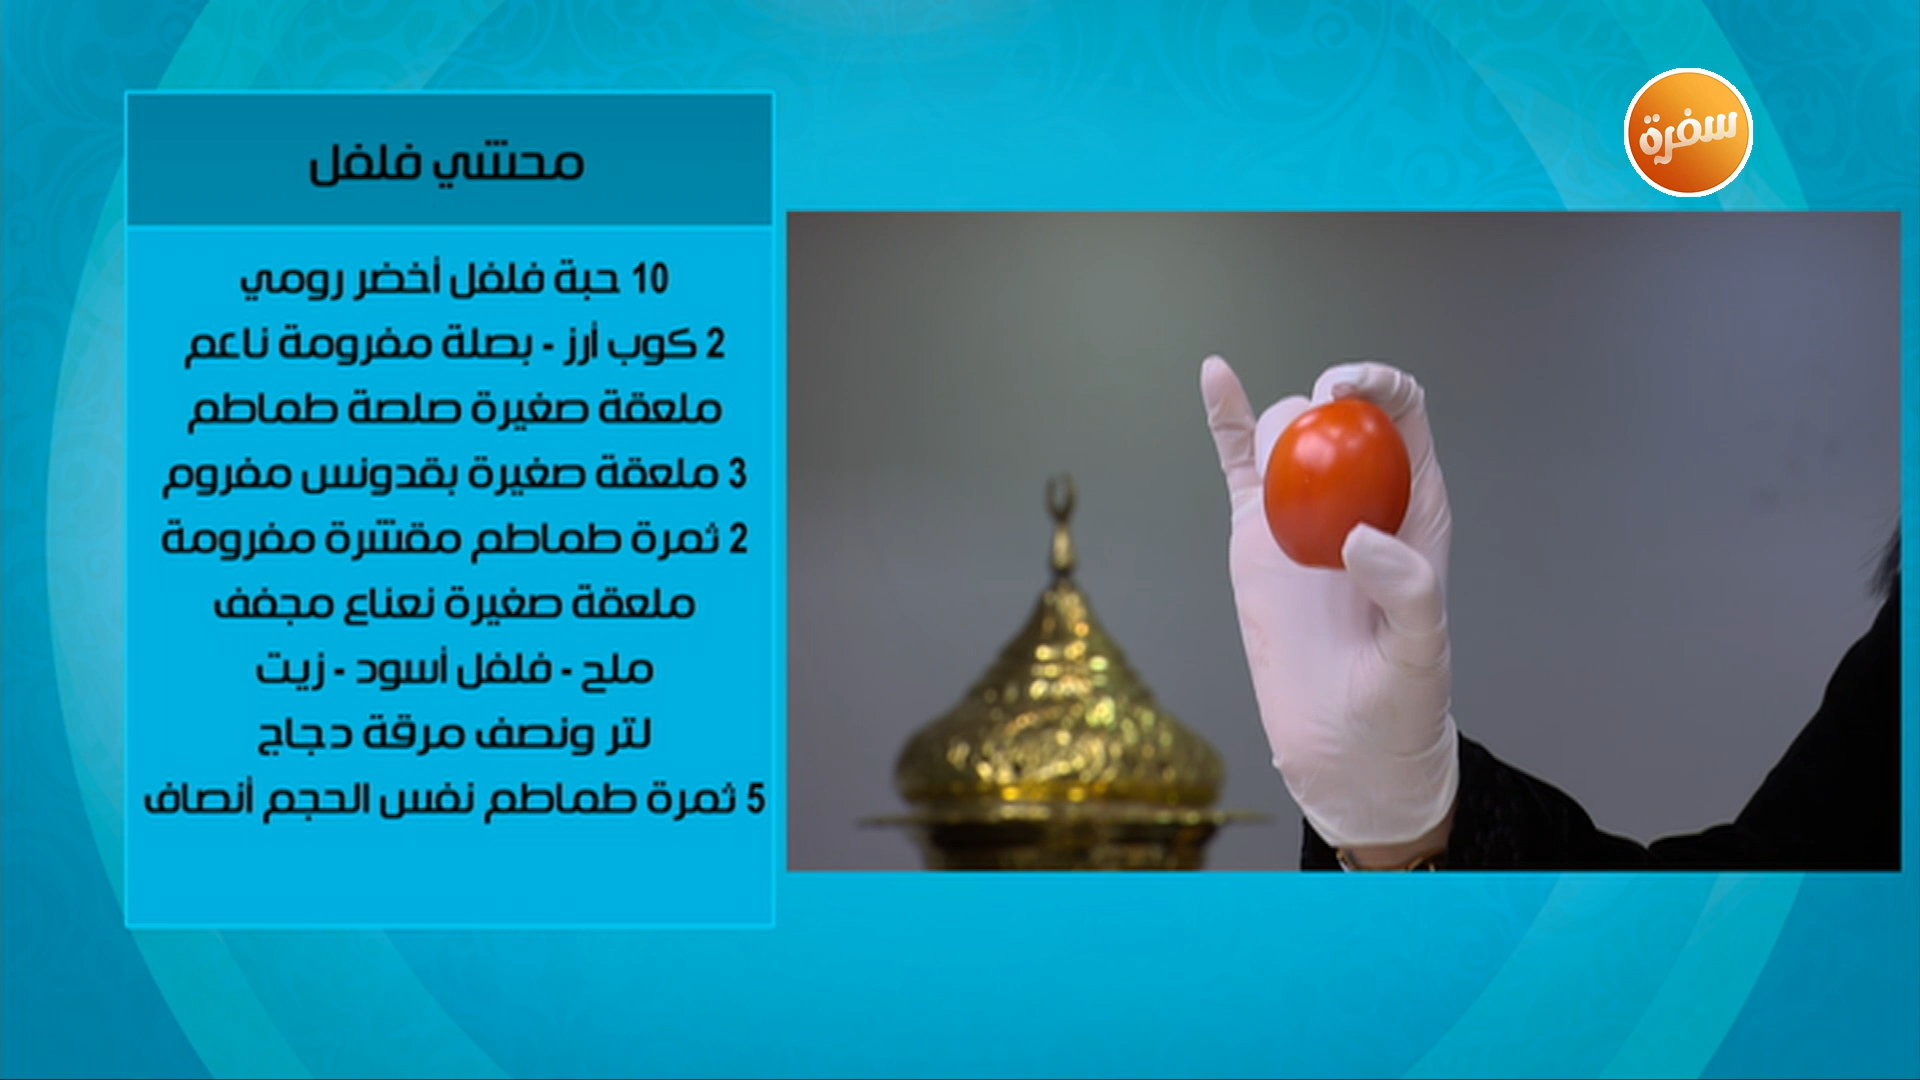 سفرة
محشي فلفل
10 حبة فلفل أخضر رومي
2 كوب أرز - بصلة مفرومة ناعم
ملعقة صغيرة صلصة طماطم
3 ملعقة صغيرة بقدونس مفروم
2 ثمرة طماطم مقشرة مفرومة
ملعقة صغيرة نعناع مجفف
ملح - فلفل أسود - زيت
لتر ونصف مرقة دجاج
5 ثمرة طماطم نفس الحجم أنصاف